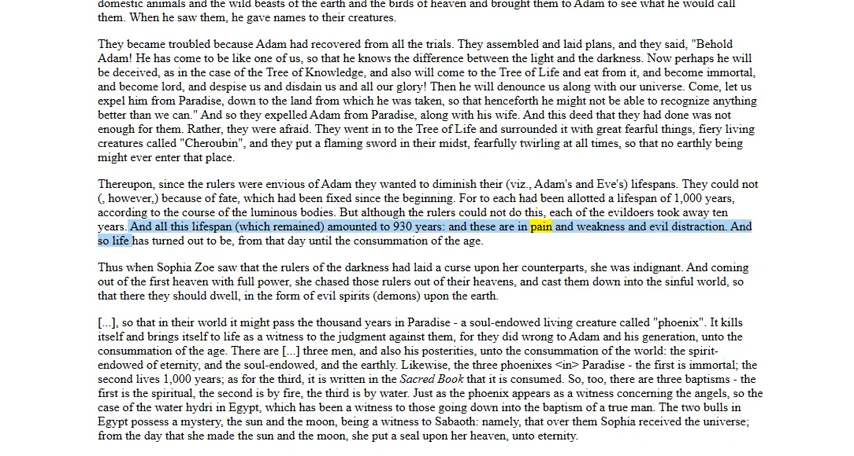 domestic animals and the wild beasts of the earth and the birds of heaven and brought them to Adam to see what he would call
them. When he saw them, he gave names to their creatures.
They became troubled because Adam had recovered from all the trials. They assembled and laid plans, and they said, "Behold
Adam! He has come to be like one of us, so that he knows the difference between the light and the darkness. Now perhaps he will
be deceived, as in the case of the Tree of Knowledge, and also will come to the Tree of Life and eat from it, and become immortal,
and become lord, and despise us and disdain us and all our glory! Then he will denounce us along with our universe. Come, let us
expel him from Paradise, down to the land from which he was taken, so that henceforth he might not be able to recognize anything
better than we can." And so they expelled Adam from Paradise, along with his wife. And this deed that they had done was not
enough for them. Rather, they were afraid. They went in to the Tree of Life and surrounded it with great fearful things, fiery living
creatures called "Cheroubin", and they put a flaming sword in their midst, fearfully twirling at all times, so that no earthly being
might ever enter that place.
Thereupon, since the rulers were envious of Adam they wanted to diminish their (viz., Adam's and Eve's) lifespans. They could not
(, however,) because of fate, which had been fixed since the beginning. For to each had been allotted a lifespan of 1,000 years,
according to the course of the luminous bodies. But although the rulers could not do this, each of the evildoers took away ten
years. And all this lifespan (which remained) amounted to 930 years: and these are in pain and weakness and evil distraction. And
so life has turned out to be, from that day until the consummation of the age.
Thus when Sophia Zoe saw that the rulers of the darkness had laid a curse upon her counterparts, she was indignant. And coming
out of the first heaven with full power, she chased those rulers out of their heavens, and cast them down into the sinful world, so
that there they should dwell, in the form of evil spirits (demons) upon the earth.
[...], so that in their world it might pass the thousand years in Paradise - a soul-endowed living creature called "phoenix". It kills
itself and brings itself to life as a witness to the judgment against them, for they did wrong to Adam and his generation, unto the
consummation of the age. There are [...] three men, and also his posterities, unto the consummation of the world: the spirit-
endowed of eternity, and the soul-endowed, and the earthly. Likewise, the three phoenixes <in> Paradise - the first is immortal; the
second lives 1,000 years; as for the third, it is written in the Sacred Book that it is consumed. So, too, there are three baptisms - the
first is the spiritual, the second is by fire, the third is by water. Just as the phoenix appears as a witness concerning the angels, so the
case of the water hydri in Egypt, which has been a witness to those going down into the baptism of a true man. The two bulls in
Egypt possess a mystery, the sun and the moon, being a witness to Sabaoth: namely, that over them Sophia received the universe;
from the day that she made the sun and the moon, she put a seal upon her heaven, unto eternity.